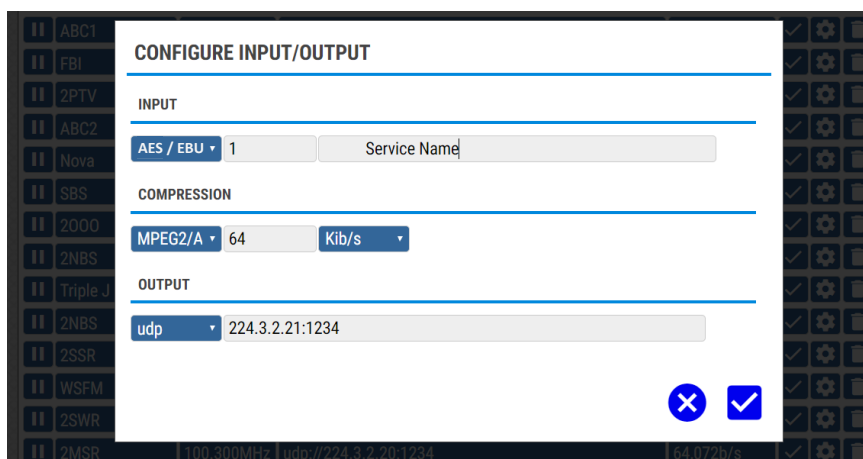 ABC1
CONFIGURE INPUT/OUTPUT
FBI
2PTV
INPUT
ABC2
AES / EBU 1 Service Name
Nova
SBS
COMPRESSION
2OOO
MPEG2/A 64 Kib/s
2NBS
Triple J
OUTPUT
2NBS
udp 224.3.2.21:1234
2SSR
WSFM
2SWR
2MSR 100.300MHz udp://224.3.2.20:1234 64.072b/s